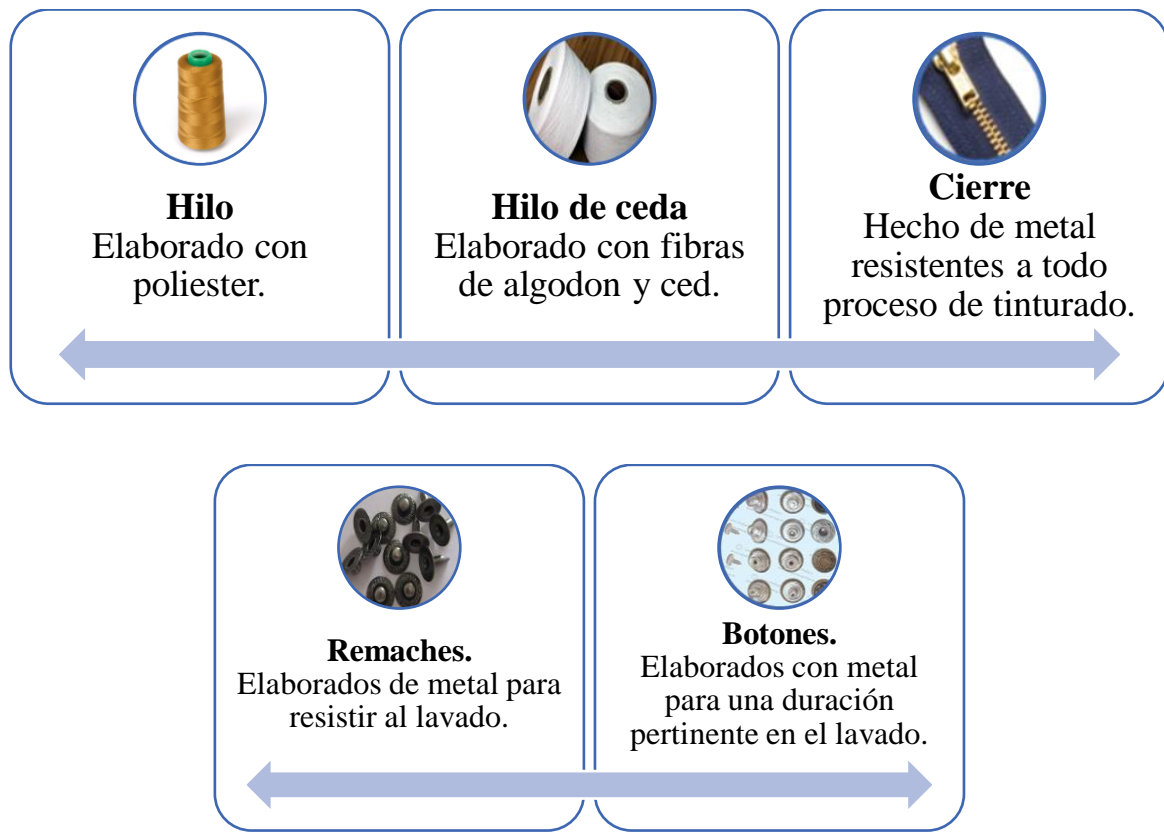 Hilo
Elaborado con
poliester.
Hilo de ceda
Elaborado con fibras
de algodon y ced.
Cierre
Hecho de metal
resistentes a todo
proceso de tinturado.
Remaches.
Elaborados de metal para
resistir al lavado.
Botones.
Elaborados con metal
para una duración
pertinente en el lavado.